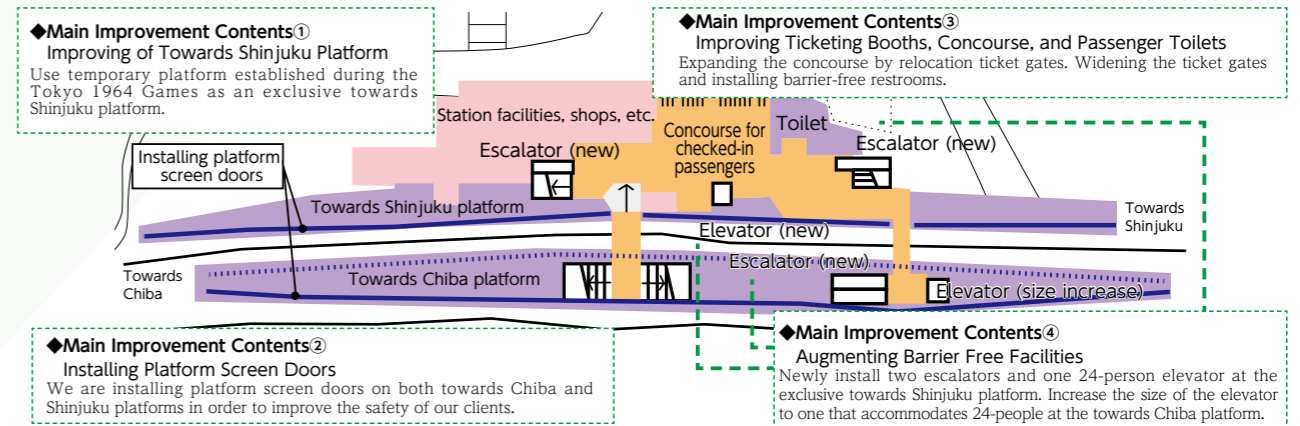 ◆Main Improvement Contents①
Improving of Towards Shinjuku Platform
Use temporary platform established during the
Tokyo 1964 Games as an exclusive towards
Shinjuku platform.
◆Main Improvement Contents③
Improving Ticketing Booths, Concourse, and Passenger Toilets
Expanding the concourse by relocation ticket gates. Widening the ticket gates
and installing barrier-free restrooms.
Station facilities, shops, etc.
Concourse for
checked-in
passengers
Toilet
Escalator (new)
Escalator (new)
Installing platform
screen doors
Towards Shinjuku platform
Towards
Shinjuku
Elevator (new)
Escalator (new)
Towards
Chiba
Towards Chiba platform
Elevator (size increase)
◆Main Improvement Contents②
Installing Platform Screen Doors
We are installing platform screen doors on both towards Chiba and
Shinjuku platforms in order to improve the safety of our clients.
◆Main Improvement Contents④
Augmenting Barrier Free Facilities
Newly install two escalators and one 24-person elevator at the
exclusive towards Shinjuku platform. Increase the size of the elevator
to one that accommodates 24-people at the towards Chiba platform.